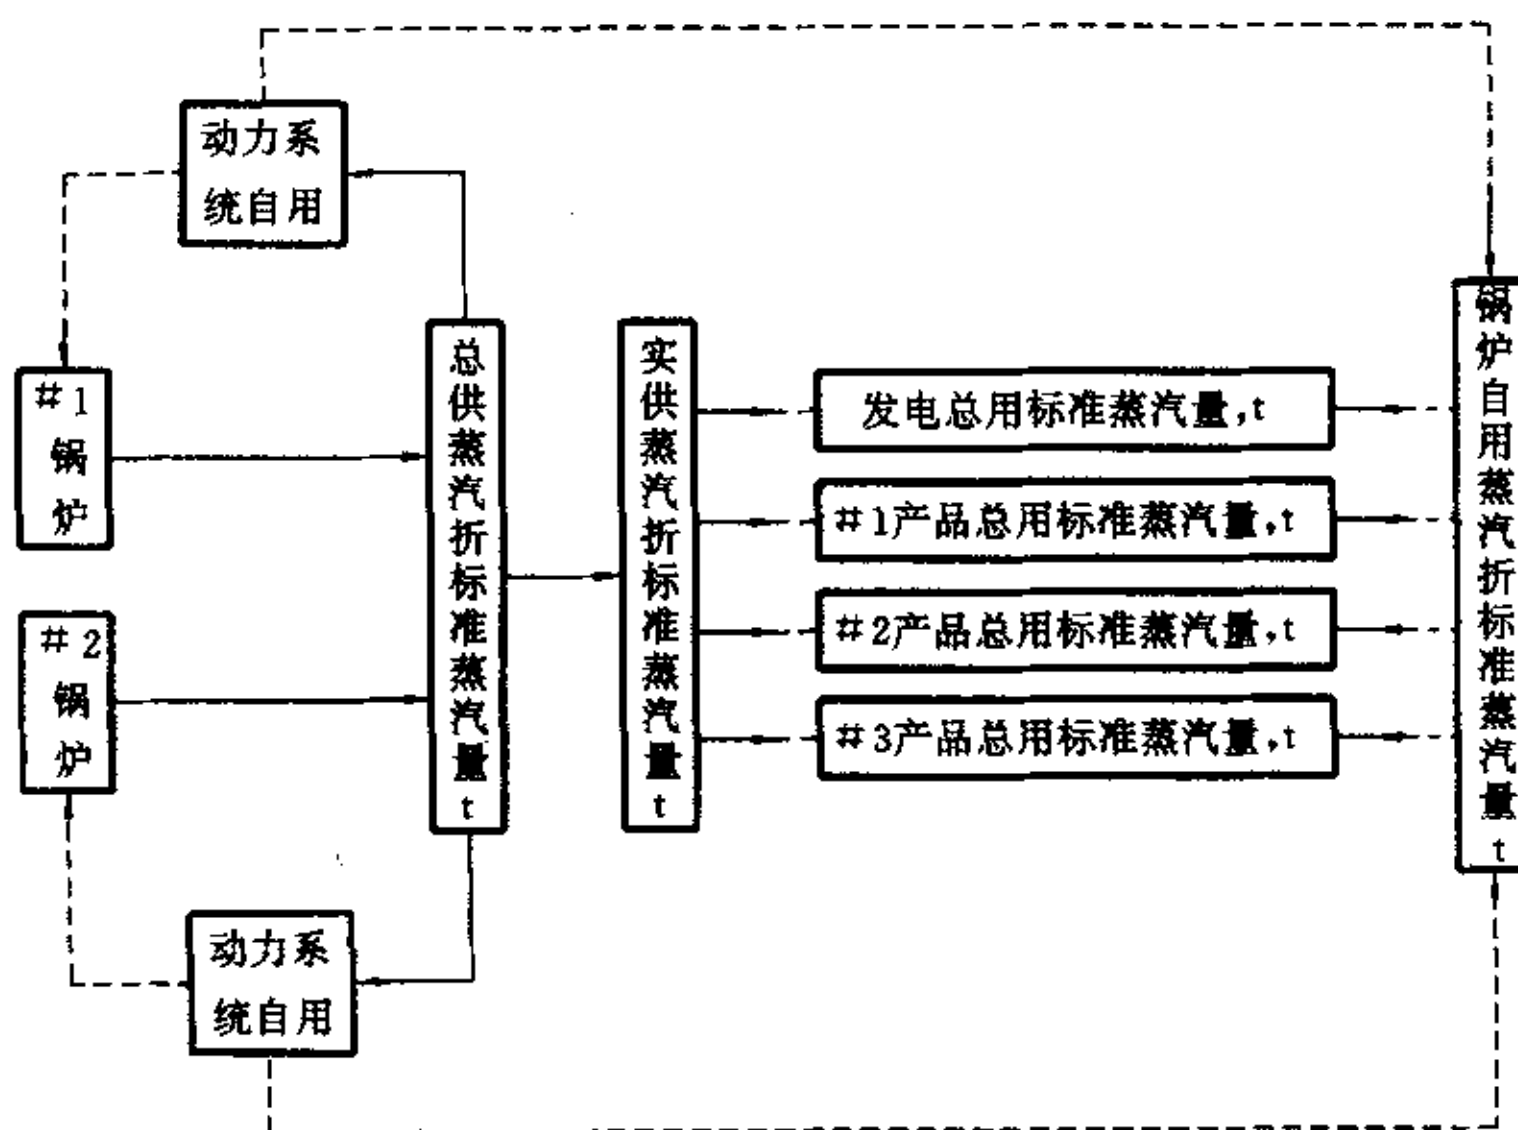 动力系
统自用
#1
锅
炉
#2
锅
炉
动力系
统自用
总供蒸汽折标准蒸汽量
t
实供蒸汽折标准蒸汽量
t
发电总用标准蒸汽量,t
#1产品总用标准蒸汽量,t
#2产品总用标准蒸汽量,t
#3产品总用标准蒸汽量,t
锅炉自用蒸汽折标准蒸汽量
t